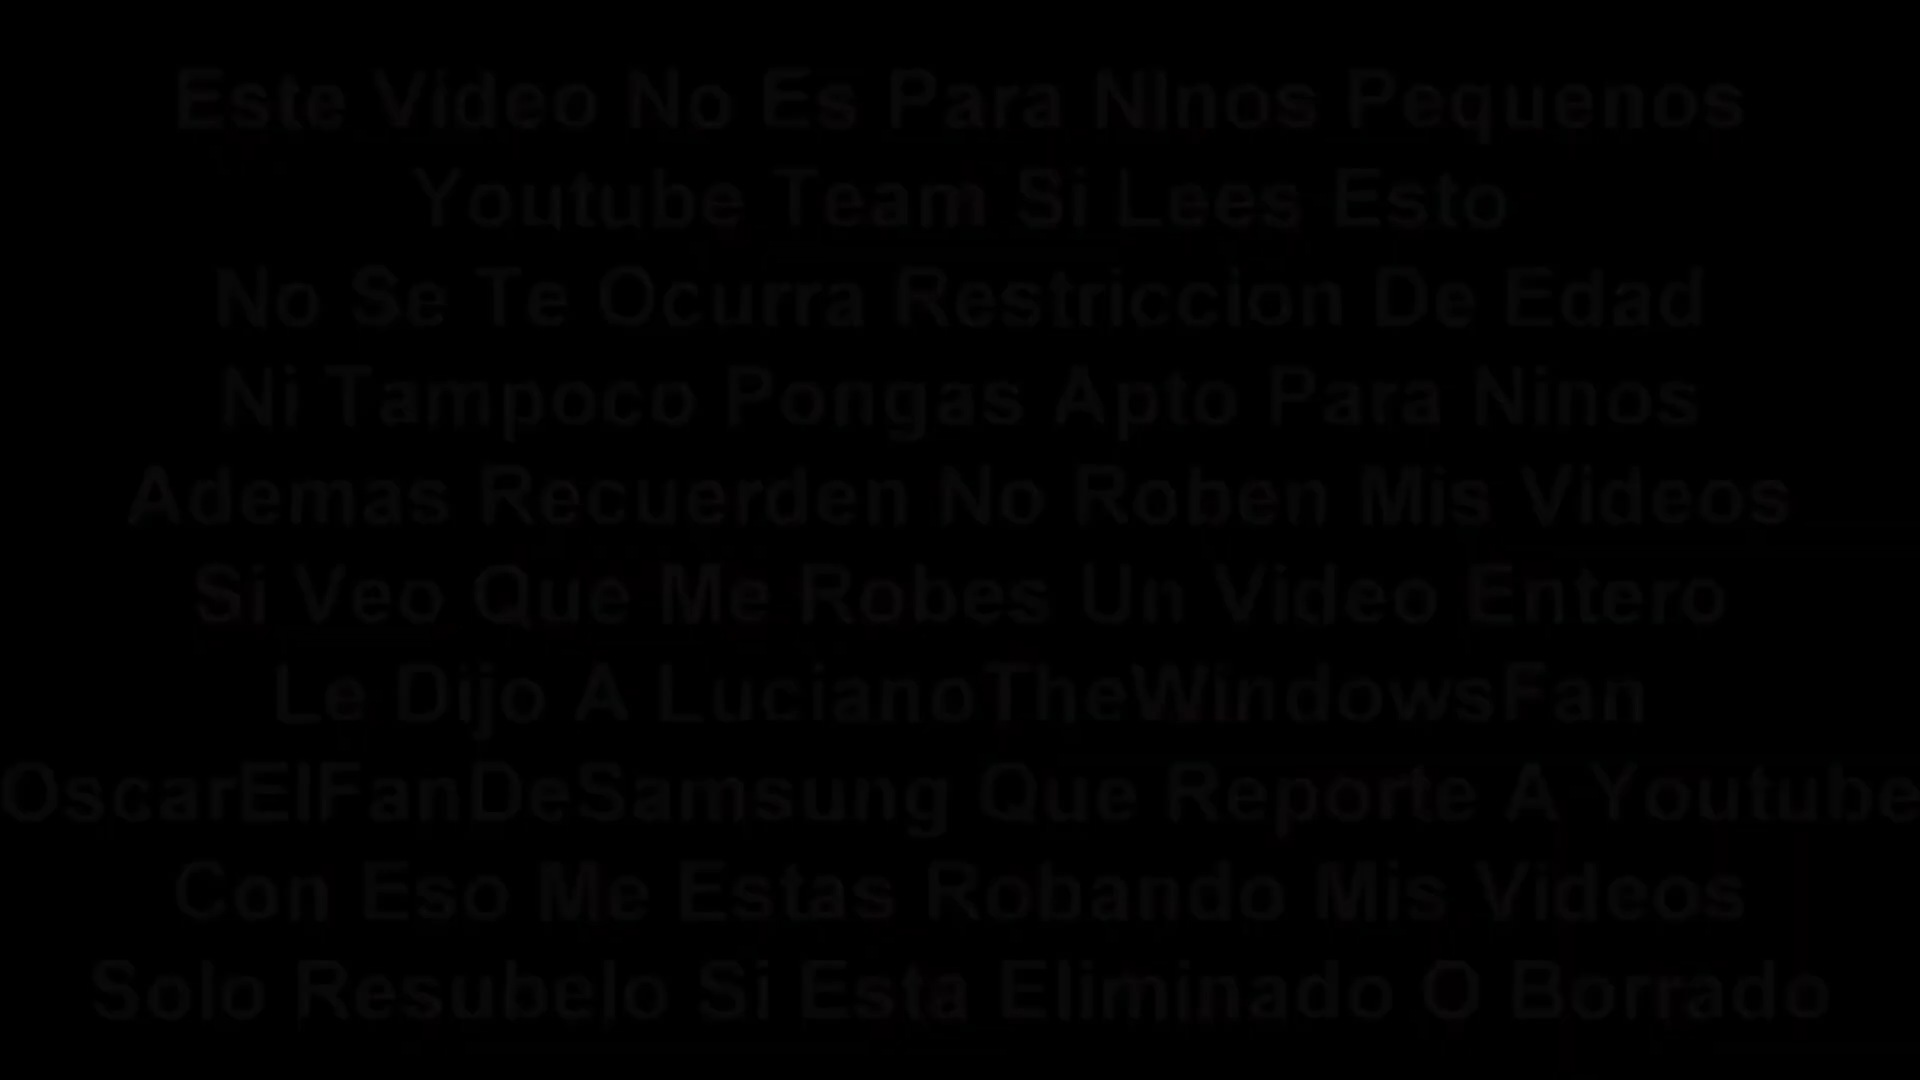 Este Video No Es Para NInos Pequenos
Youtube Team Si Lees Esto
No Se Te Ocurra Restriccion De Edad
Ni Tampoco Pongas Apto Para Ninos
Ademas Recuerden No Roben Mis Videos
Si Veo Que Me Robes Un Video Entero
Le Dijo A LucianoTheWindowsFan
OscarElFanDeSamsung Que Reporte A Youtube
Con Eso Me Estas Robando Mis Videos
Solo Resubelo Si Esta Eliminado O Borrado